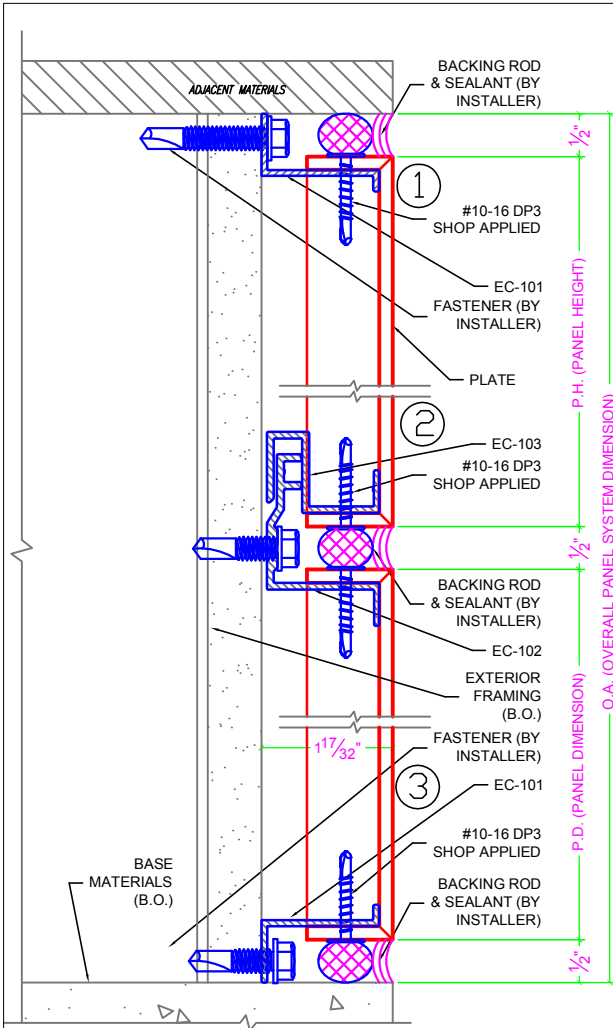 ADJACENT MATERIALS
BACKING ROD
& SEALANT (BY
INSTALLER)
1/2"
1
#10-16 DP3
SHOP APPLIED
EC-101
FASTENER (BY
INSTALLER)
P.H. (PANEL HEIGHT)
PLATE
2
EC-103
#10-16 DP3
SHOP APPLIED
O.A. (OVERALL PANEL SYSTEM DIMENSION)
1/2"
BACKING ROD
& SEALANT (BY
INSTALLER)
EC-102
EXTERIOR
FRAMING
(B.O.)
P.D. (PANEL DIMENSION)
FASTENER (BY
INSTALLER)
1 17/32"
3
EC-101
#10-16 DP3
SHOP APPLIED
BASE
MATERIALS
(B.O.)
BACKING ROD
& SEALANT (BY
INSTALLER)
1/2"